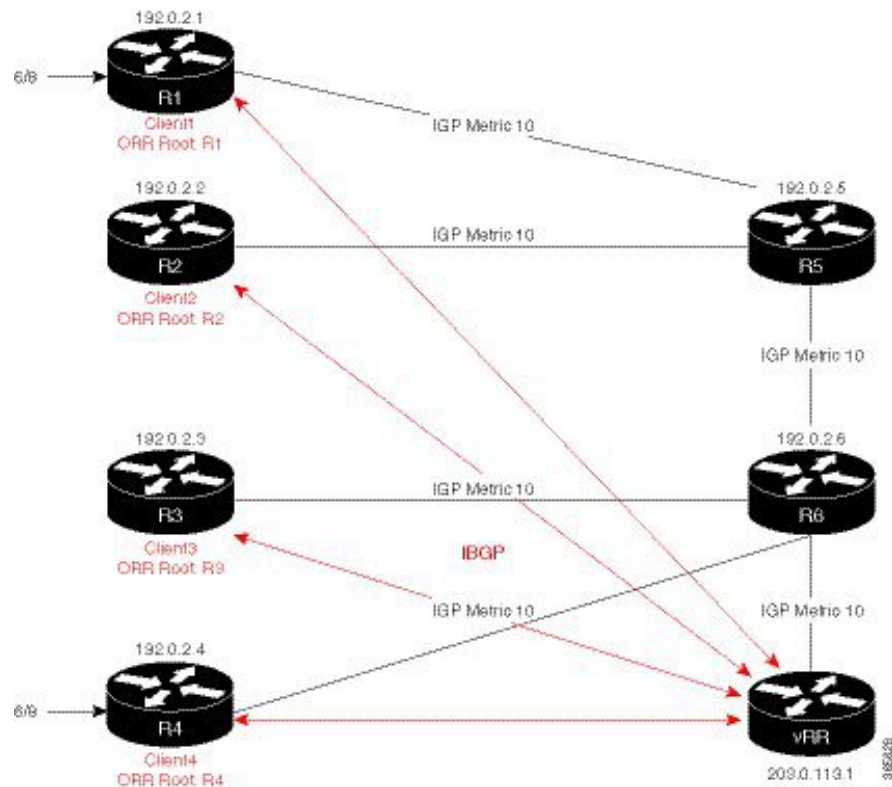 192.0.2.1
6/8
R1
Client1
ORR Root R1
IGP Metric 10
192.0.2.2
192.0.2.5
IGP Metric 10
R2
R5
Client2
ORR Root R2
IGP Metric 10
192.0.2.3
192.0.2.6
IGP Metric 10
R3
R6
Client3
ORR Root R3
IBGP
IGP Metric 10
IGP Metric 10
192.0.2.4
6/8
R4
vRR
Client4
ORR Root R4
203.0.113.1